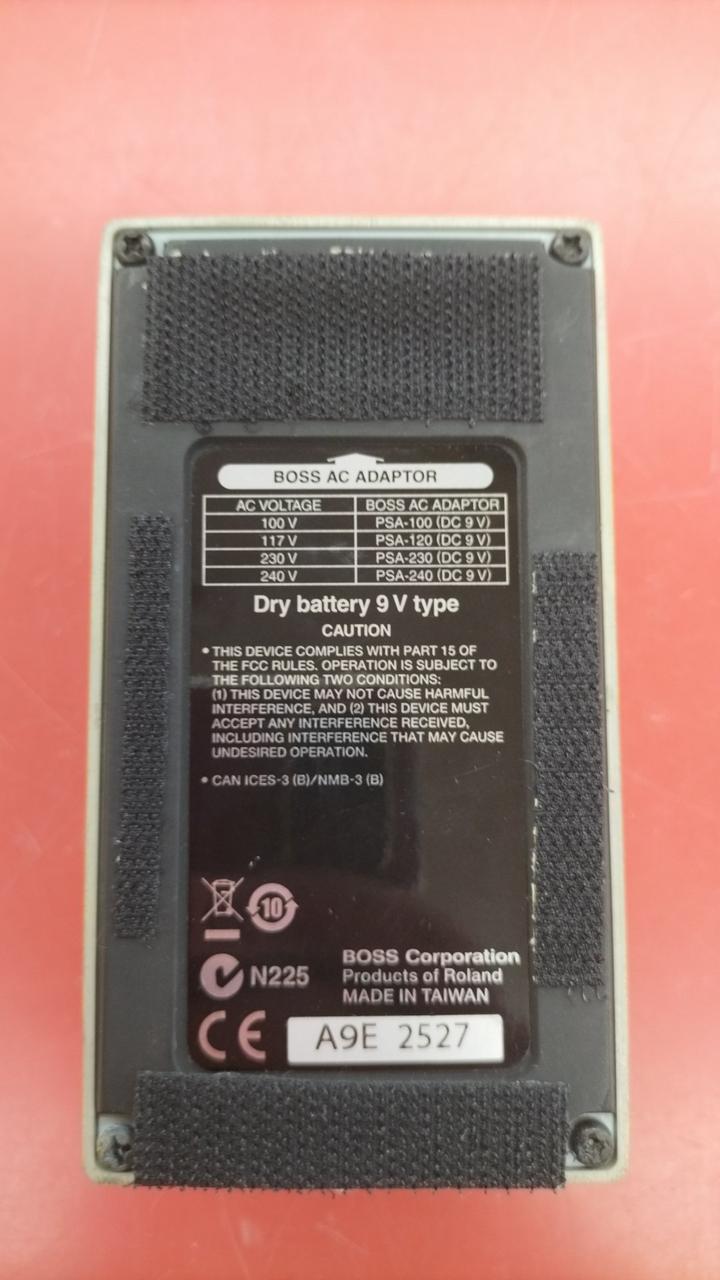 BOSS AC ADAPTOR
AC VOLTAGE BOSS AC ADAPTOR
100 V PSA-100 (DC 9 V)
117 V PSA-120 (DC 9 V)
230 V PSA-230 (DC 9 V)
240 V PSA-240 (DC 9 V)
Dry battery 9 V type
CAUTION
• THIS DEVICE COMPLIES WITH PART 15 OF
THE FCC RULES. OPERATION IS SUBJECT TO
THE FOLLOWING TWO CONDITIONS:
(1) THIS DEVICE MAY NOT CAUSE HARMFUL
INTERFERENCE, AND (2) THIS DEVICE MUST
ACCEPT ANY INTERFERENCE RECEIVED,
INCLUDING INTERFERENCE THAT MAY CAUSE
UNDESIRED OPERATION.
• CAN ICES-3 (B)/NMB-3 (B)
10
N225
BOSS Corporation
Products of Roland
MADE IN TAIWAN
CE
A9E 2527